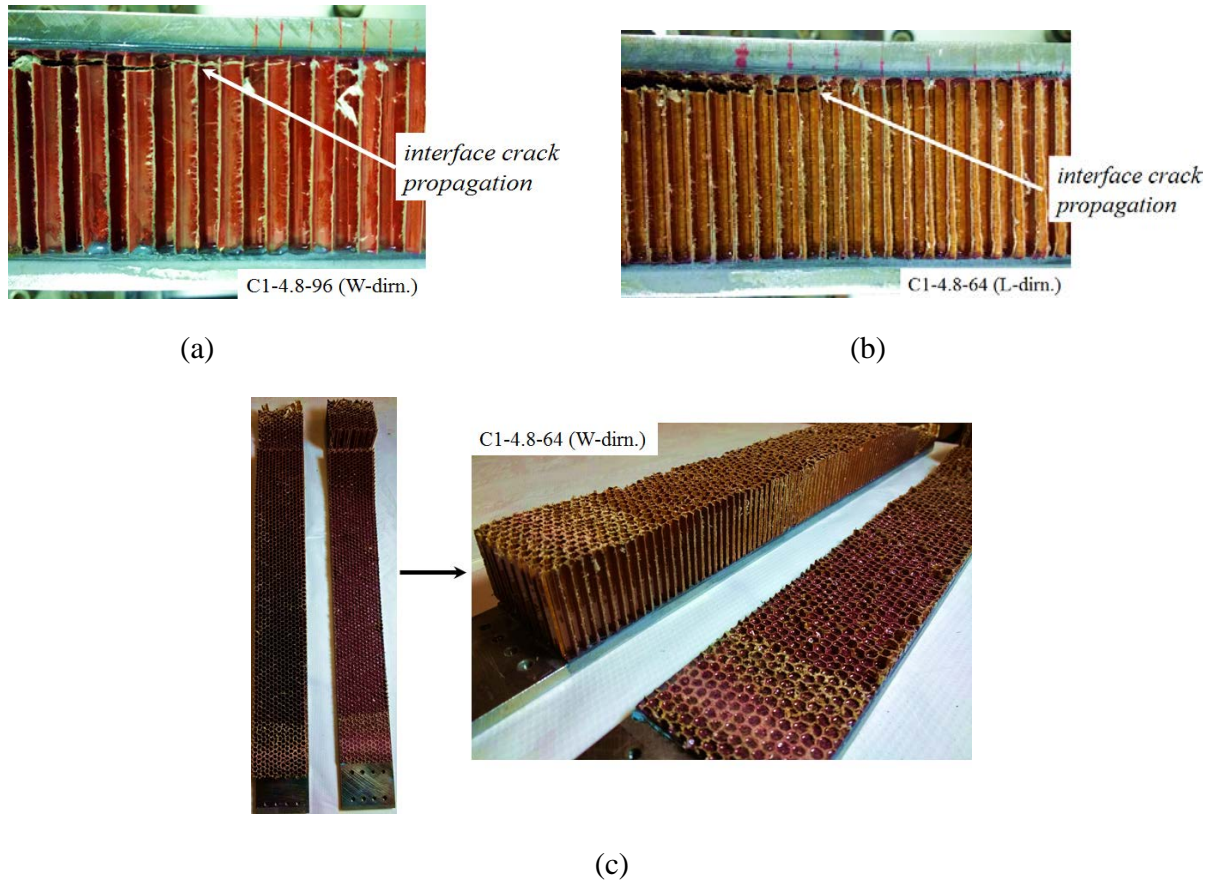 interface crack
propagation
C1-4.8-96 (W-dirn.)
(a)
interface crack
propagation
C1-4.8-64 (L-dirn.)
(b)
C1-4.8-64 (W-dirn.)
(c)